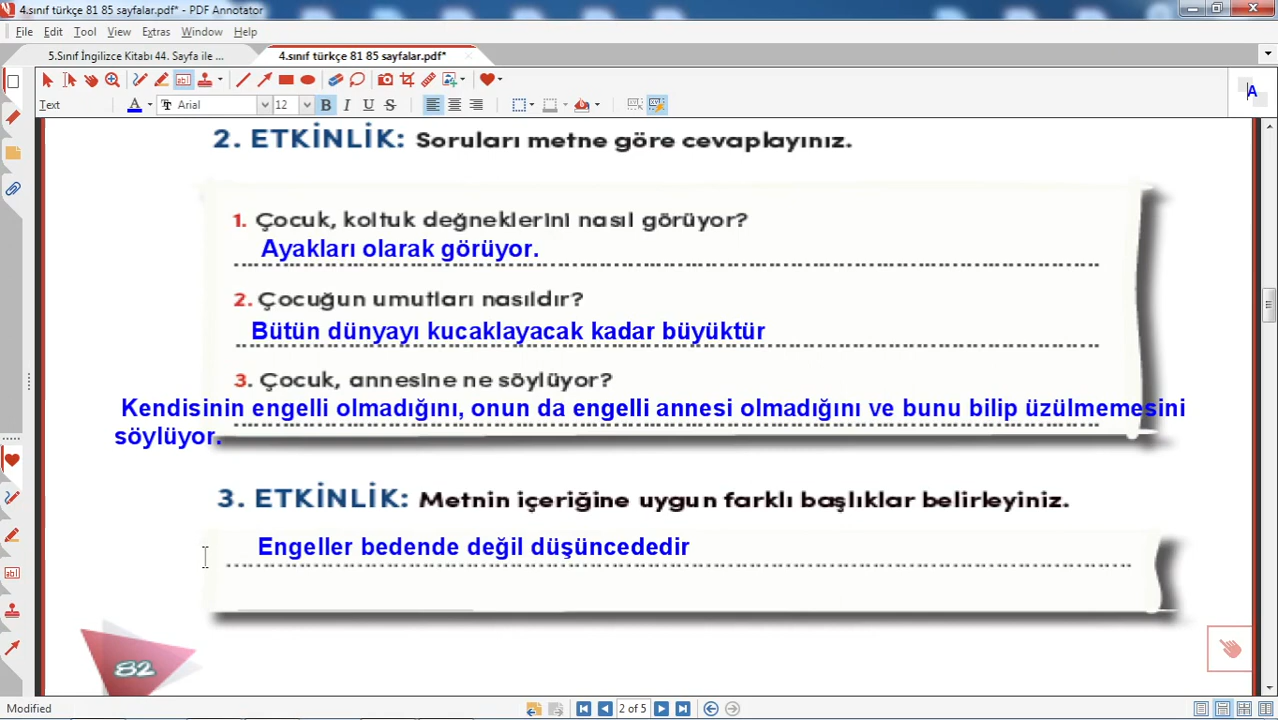 4.sınıf türkçe 81 85 sayfalar.pdf* - PDF Annotator
File Edit Tool View Extras Window Help
5.Sınıf İngilizce Kitabı 44. Sayfa ile ... 4.sınıf türkçe 81 85 sayfalar.pdf*
Text Arial 12 B I U S
A
2. ETKİNLİK: Soruları metne göre cevaplayınız.
1. Çocuk, koltuk değneklerini nasıl görüyor?
Ayakları olarak görüyor.
2. Çocuğun umutları nasıldır?
Bütün dünyayı kucaklayacak kadar büyüktür
3. Çocuk, annesine ne söylüyor?
Kendisinin engelli olmadığını, onun da engelli annesi olmadığını ve bunu bilip üzülmemesini
söylüyor.
3. ETKİNLİK: Metnin içeriğine uygun farklı başlıklar belirleyiniz.
Engeller bedende değil düşüncededir
82
Modified 2 of 5